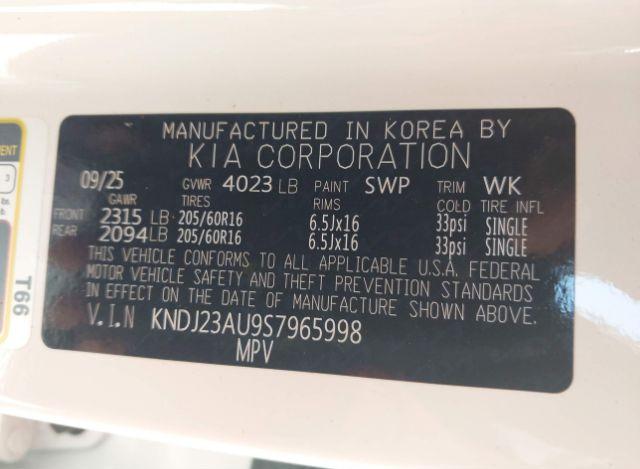 MANUFACTURED IN KOREA BY
KIA CORPORATION
09/25 GVWR 4023 LB PAINT SWP TRIM WK
GAWR TIRES RIMS COLD TIRE INFL
FRONT 2315 LB 205/60R16 6.5Jx16 33psi SINGLE
REAR 2094 LB 205/60R16 6.5Jx16 33psi SINGLE
THIS VEHICLE CONFORMS TO ALL APPLICABLE U.S.A. FEDERAL
MOTOR VEHICLE SAFETY AND THEFT PREVENTION STANDARDS
IN EFFECT ON THE DATE OF MANUFACTURE SHOWN ABOVE.
V.I.N KNDJ23AU9S7965998
MPV
3
T66